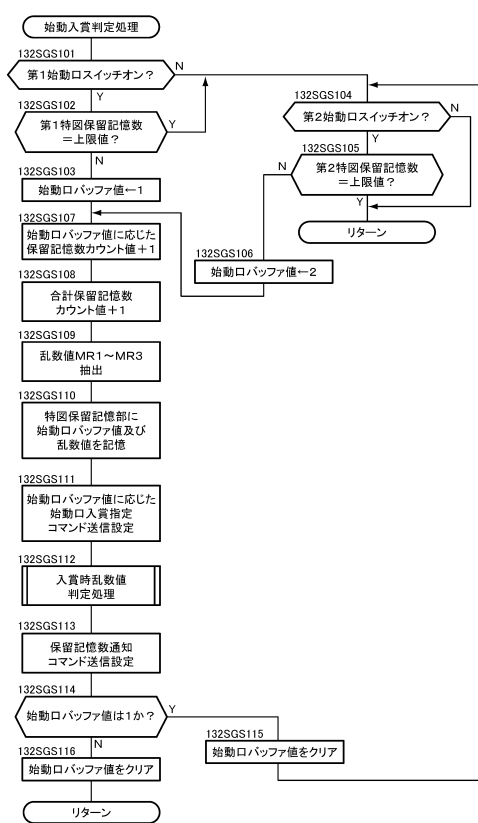 始動入賞判定処理
132SGS101
第1始動口スイッチオン？
N
Y
132SGS102
第1特図保留記憶数
＝上限値？
Y
N
132SGS103
始動口バッファ値←1
132SGS104
第2始動口スイッチオン？
N
Y
132SGS105
第2特図保留記憶数
＝上限値？
N
Y
リターン
132SGS106
始動口バッファ値←2
132SGS107
始動口バッファ値に応じた
保留記憶数カウント値＋1
132SGS108
合計保留記憶数
カウント値＋1
132SGS109
乱数値MR1～MR3
抽出
132SGS110
特図保留記憶部に
始動口バッファ値及び
乱数値を記憶
132SGS111
始動口バッファ値に応じた
始動口入賞指定
コマンド送信設定
132SGS112
入賞時乱数値
判定処理
132SGS113
保留記憶数通知
コマンド送信設定
132SGS114
始動口バッファ値は1か？
Y
N
132SGS115
始動口バッファ値をクリア
132SGS116
始動口バッファ値をクリア
リターン